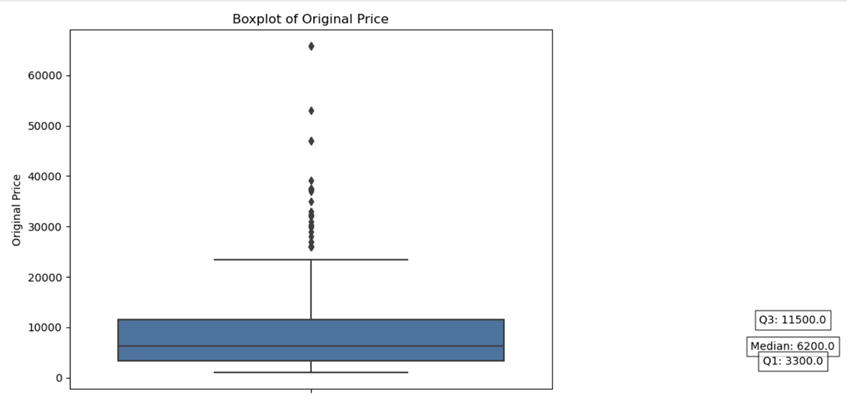 Boxplot of Original Price
Original Price
60000
50000
40000
30000
20000
10000
0
Q3: 11500.0
Median: 6200.0
Q1: 3300.0